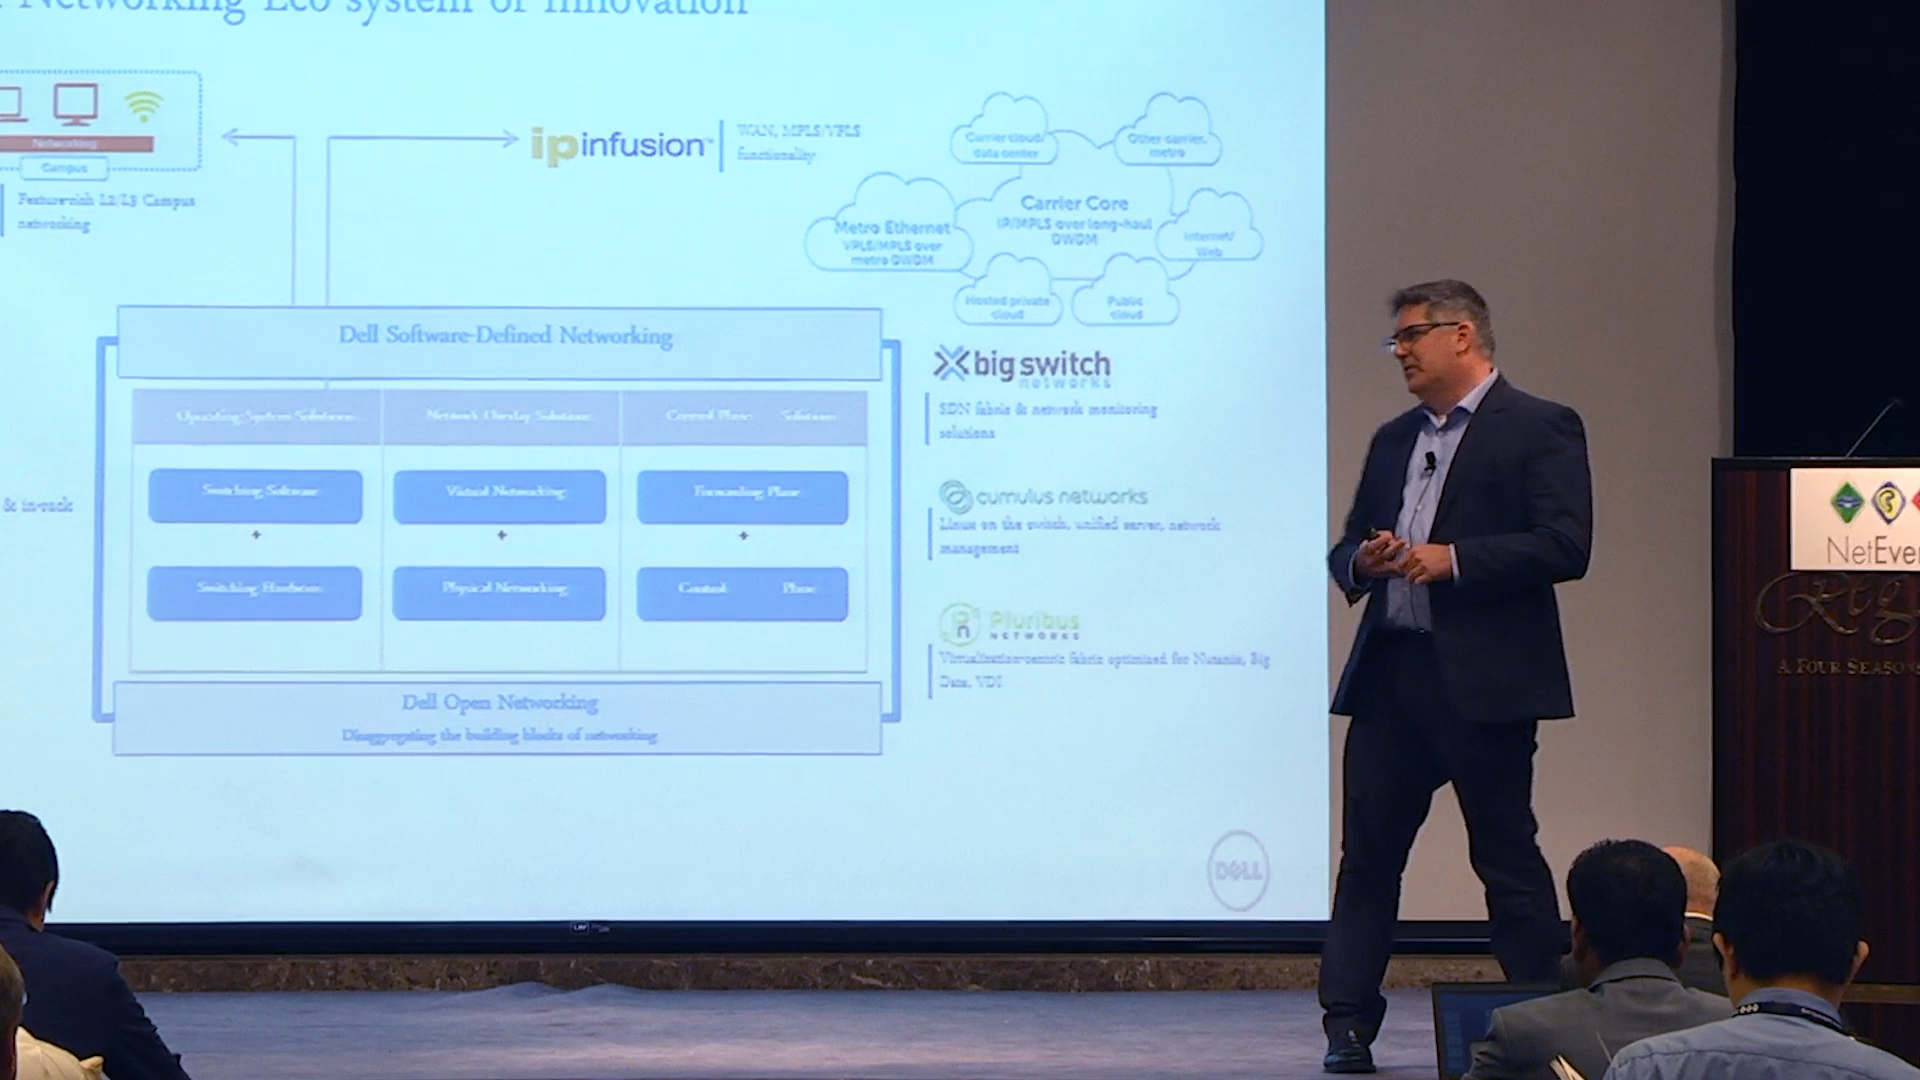 Networking Eco system of Innovation
Networking
Campus
Feature-rich L2/L3 Campus
networking
ipinfusion
WAN, MPLS/VPLS
functionality
Carrier cloud/
data center
Other carrier,
metro
Carrier Core
IP/MPLS over long-haul
DWDM
Metro Ethernet
VPLS/MPLS over
metro DWDM
Internet/
Web
Hosted private
cloud
Public
cloud
Dell Software-Defined Networking
Operating System Solutions
Network Overlay Solutions
Control Plane Solutions
Switching Software
Virtual Networking
Forwarding Plane
+
+
+
Switching Hardware
Physical Networking
Control Plane
Dell Open Networking
Disaggregating the building blocks of networking
& in-rack
big switch
networks
SDN fabric & network monitoring
solutions
cumulus networks
Linux on the switch, unified server, network
management
Pluribus
NETWORKS
Virtualization-centric fabric optimized for Nutanix, Big
Data, VDI
DELL
NetEve
Reg
A FOUR SEASONS